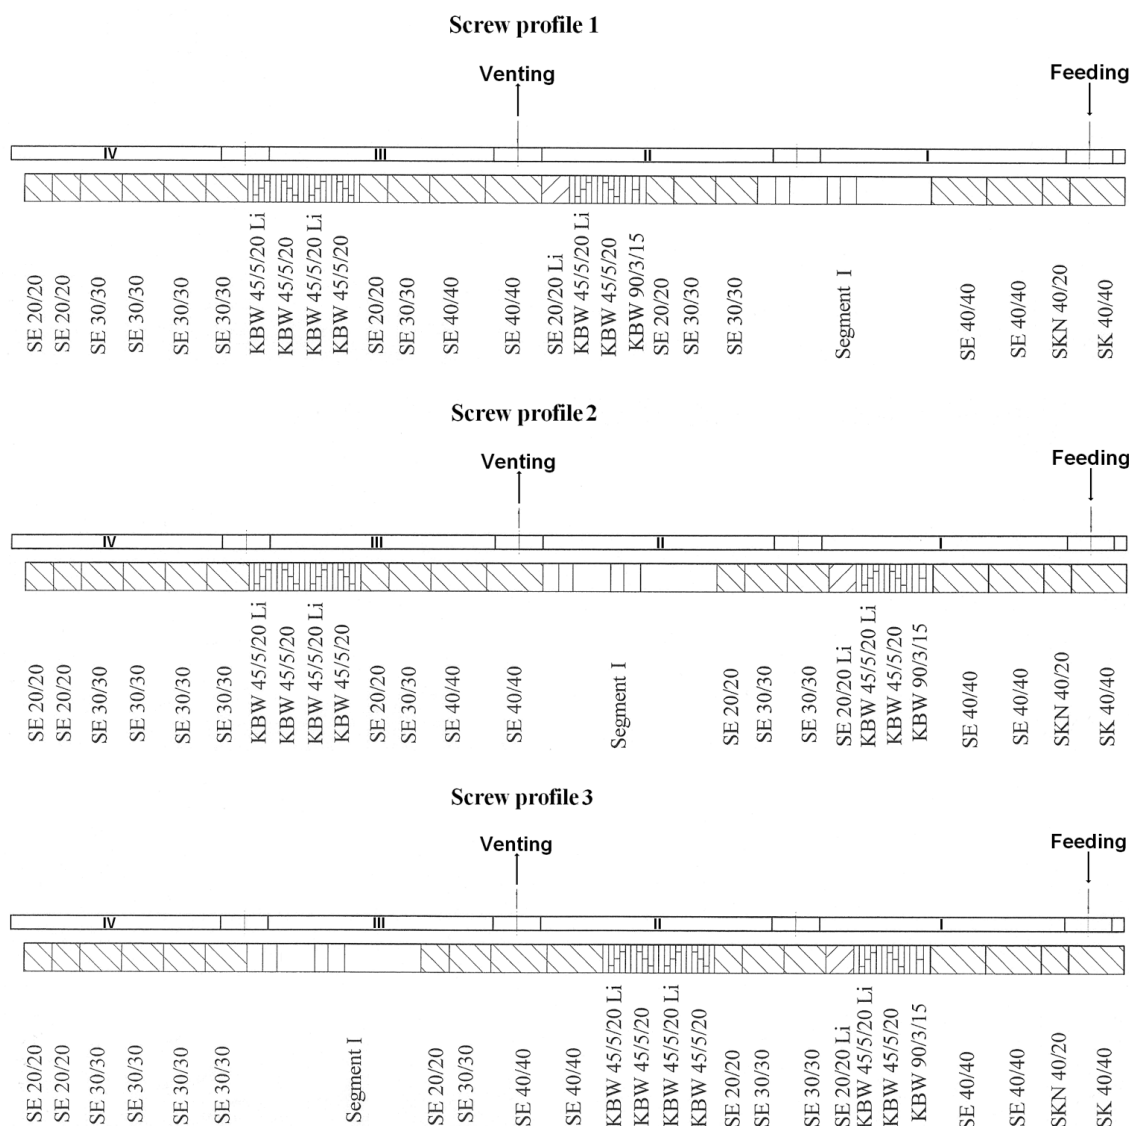 Screw profile 1
Venting
Feeding
IV
III
II
I
SE 20/20
SE 20/20
SE 30/30
SE 30/30
SE 30/30
SE 30/30
KBW 45/5/20 Li
KBW 45/5/20
KBW 45/5/20 Li
KBW 45/5/20
SE 20/20
SE 30/30
SE 40/40
SE 40/40
SE 20/20 Li
KBW 45/5/20 Li
KBW 45/5/20
KBW 90/3/15
SE 20/20
SE 30/30
SE 30/30
Segment I
SE 40/40
SE 40/40
SKN 40/20
SK 40/40
Screw profile 2
Venting
Feeding
IV
III
II
I
SE 20/20
SE 20/20
SE 30/30
SE 30/30
SE 30/30
SE 30/30
KBW 45/5/20 Li
KBW 45/5/20
KBW 45/5/20 Li
KBW 45/5/20
SE 20/20
SE 30/30
SE 40/40
SE 40/40
Segment I
SE 20/20
SE 30/30
SE 30/30
SE 20/20 Li
KBW 45/5/20 Li
KBW 45/5/20
KBW 90/3/15
SE 40/40
SE 40/40
SKN 40/20
SK 40/40
Screw profile 3
Venting
Feeding
IV
III
II
I
SE 20/20
SE 20/20
SE 30/30
SE 30/30
SE 30/30
SE 30/30
Segment I
SE 20/20
SE 30/30
SE 40/40
SE 40/40
KBW 45/5/20 Li
KBW 45/5/20
KBW 45/5/20 Li
KBW 45/5/20
SE 20/20
SE 30/30
SE 30/30
SE 20/20 Li
KBW 45/5/20 Li
KBW 45/5/20
KBW 90/3/15
SE 40/40
SE 40/40
SKN 40/20
SK 40/40